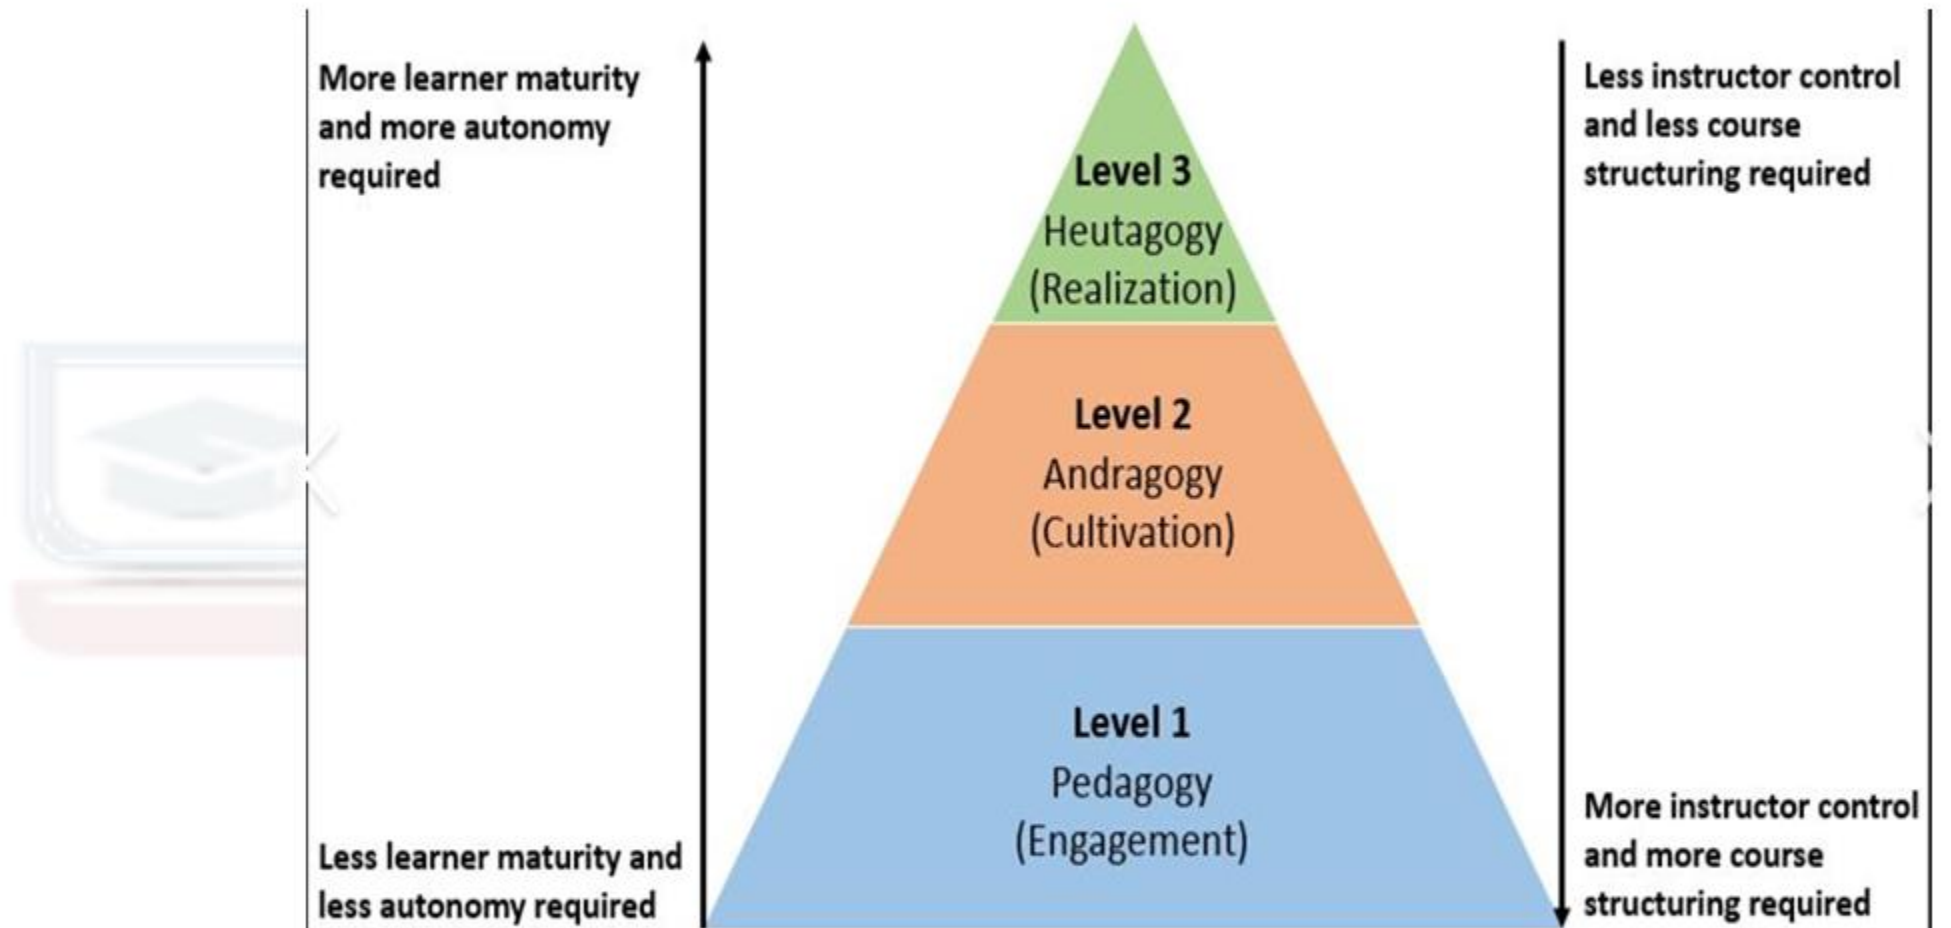 More learner maturity
and more autonomy
required
Less instructor control
and less course
structuring required
Level 3
Heutagogy
(Realization)
Level 2
Andragogy
(Cultivation)
Level 1
Pedagogy
(Engagement)
Less learner maturity and
less autonomy required
More instructor control
and more course
structuring required